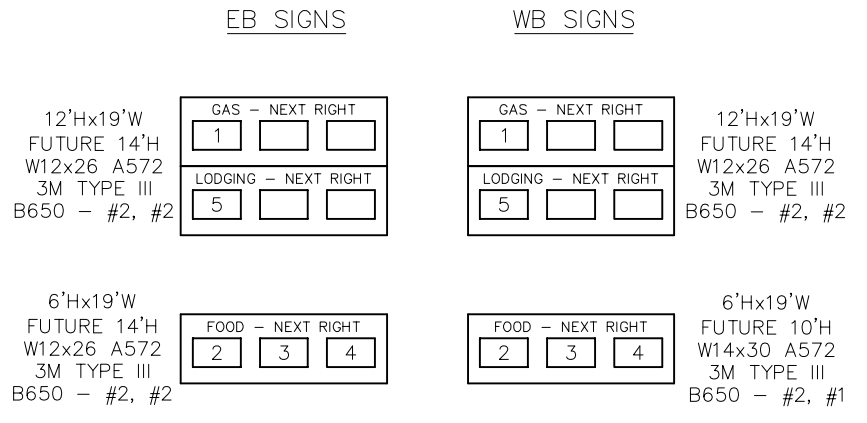 EB SIGNS
WB SIGNS
12'Hx19'W
FUTURE 14'H
W12x26 A572
3M TYPE III
B650 – #2, #2
GAS – NEXT RIGHT
1
LODGING – NEXT RIGHT
5
GAS – NEXT RIGHT
1
LODGING – NEXT RIGHT
5
12'Hx19'W
FUTURE 14'H
W12x26 A572
3M TYPE III
B650 – #2, #2
6'Hx19'W
FUTURE 14'H
W12x26 A572
3M TYPE III
B650 – #2, #2
FOOD – NEXT RIGHT
2 3 4
FOOD – NEXT RIGHT
2 3 4
6'Hx19'W
FUTURE 10'H
W14x30 A572
3M TYPE III
B650 – #2, #1